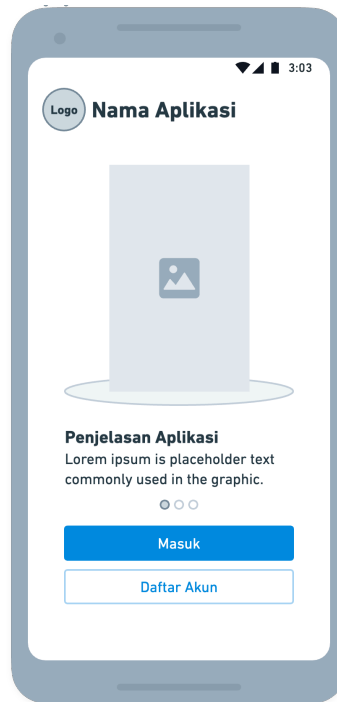 3:03
Logo
Nama Aplikasi
Penjelasan Aplikasi
Lorem ipsum is placeholder text
commonly used in the graphic.
Masuk
Daftar Akun